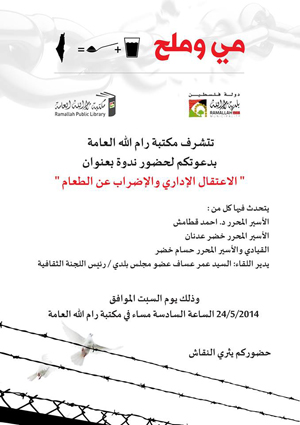 مي وملح
= +
مكتبة رام الله العامة
Ramallah Public Library
دولة فلسطين
بلدية رام الله
RAMALLAH
تتشرف مكتبة رام الله العامة
بدعوتكم لحضور ندوة بعنوان
" الاعتقال الإداري والإضراب عن الطعام "
يتحدث فيها كل من :
الأسير المحرر د. احمد قطامش
الأسير المحرر خضر عدنان
القيادي والأسير المحرر حسام خضر
يدير اللقاء: السيد عمر عساف عضو مجلس بلدي / رئيس اللجنة الثقافية
وذلك يوم السبت الموافق
24/5/2014 الساعة السادسة مساء في مكتبة رام الله العامة
حضوركم يثري النقاش